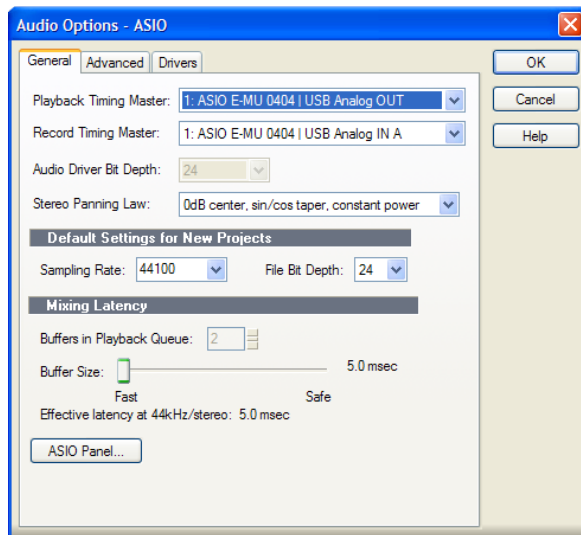 Audio Options - ASIO
General Advanced Drivers
OK
Cancel
Help
Playback Timing Master: 1: ASIO E-MU 0404 | USB Analog OUT
Record Timing Master: 1: ASIO E-MU 0404 | USB Analog IN A
Audio Driver Bit Depth: 24
Stereo Panning Law: 0dB center, sin/cos taper, constant power
Default Settings for New Projects
Sampling Rate: 44100 File Bit Depth: 24
Mixing Latency
Buffers in Playback Queue: 2
Buffer Size: 5.0 msec
Fast Safe
Effective latency at 44kHz/stereo: 5.0 msec
ASIO Panel...